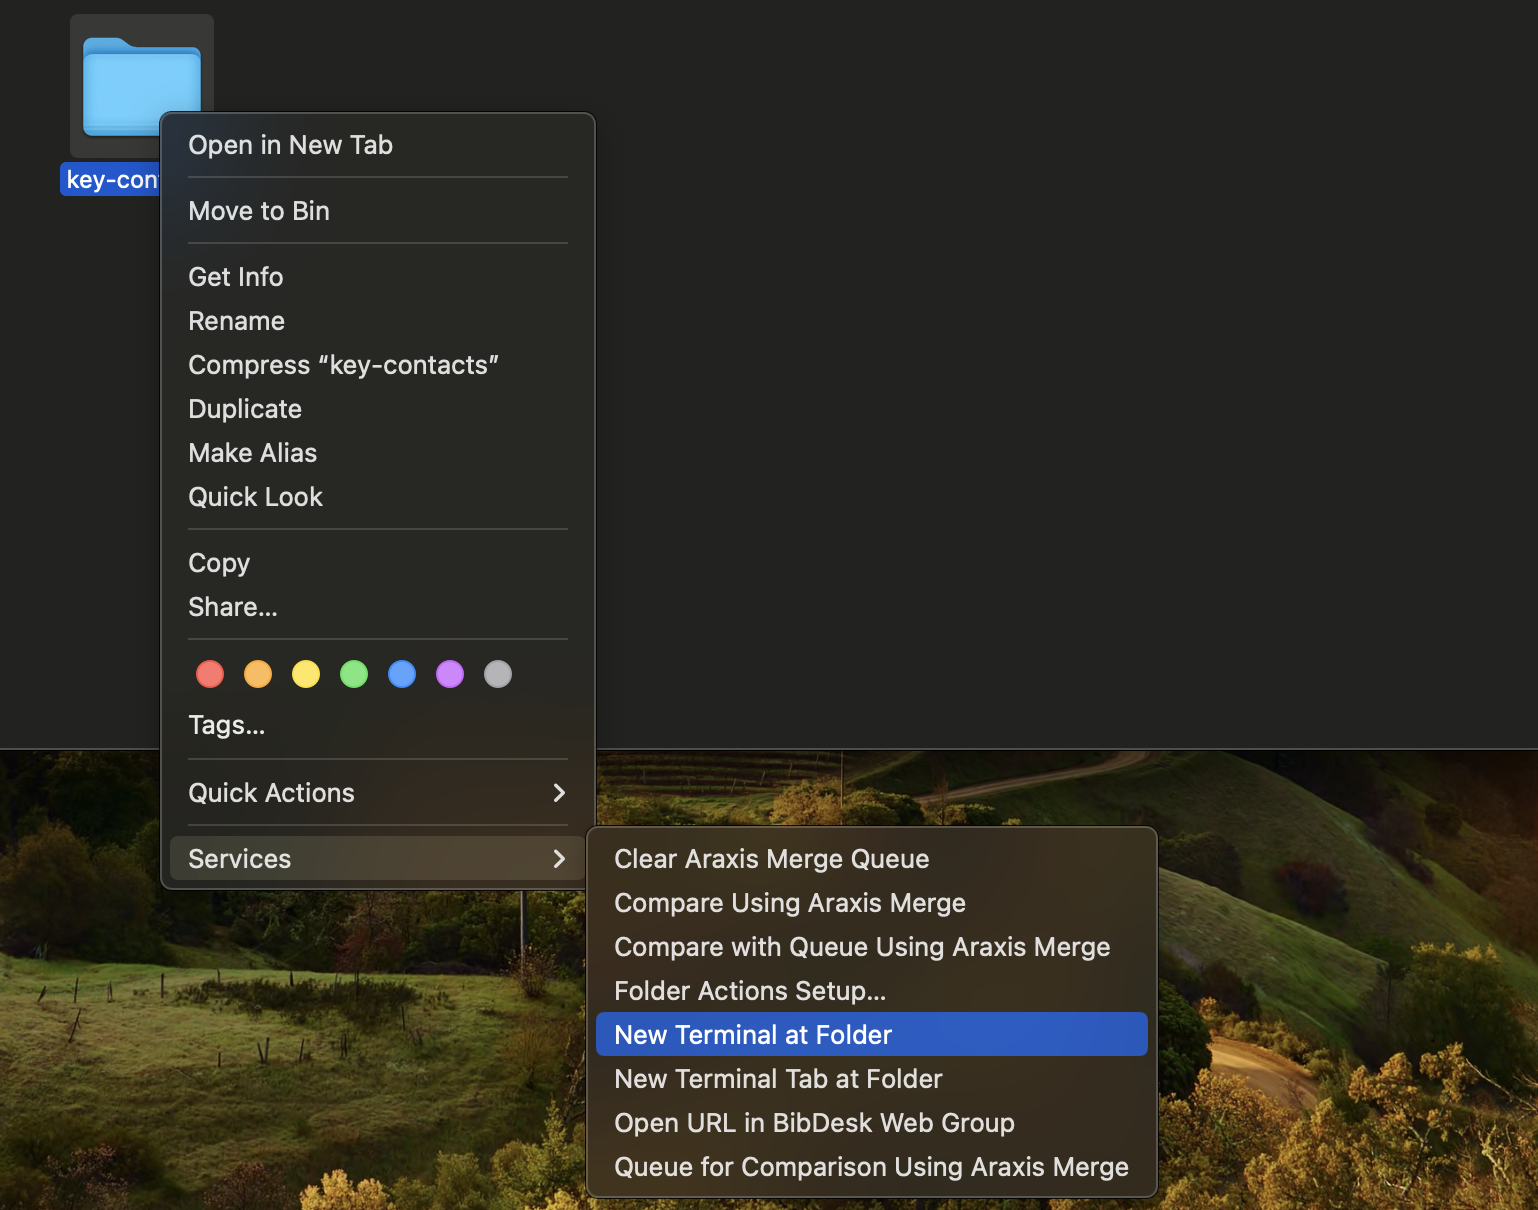 key-con
Open in New Tab
Move to Bin
Get Info
Rename
Compress “key-contacts”
Duplicate
Make Alias
Quick Look
Copy
Share...
Tags...
Quick Actions
Services
Clear Araxis Merge Queue
Compare Using Araxis Merge
Compare with Queue Using Araxis Merge
Folder Actions Setup...
New Terminal at Folder
New Terminal Tab at Folder
Open URL in BibDesk Web Group
Queue for Comparison Using Araxis Merge